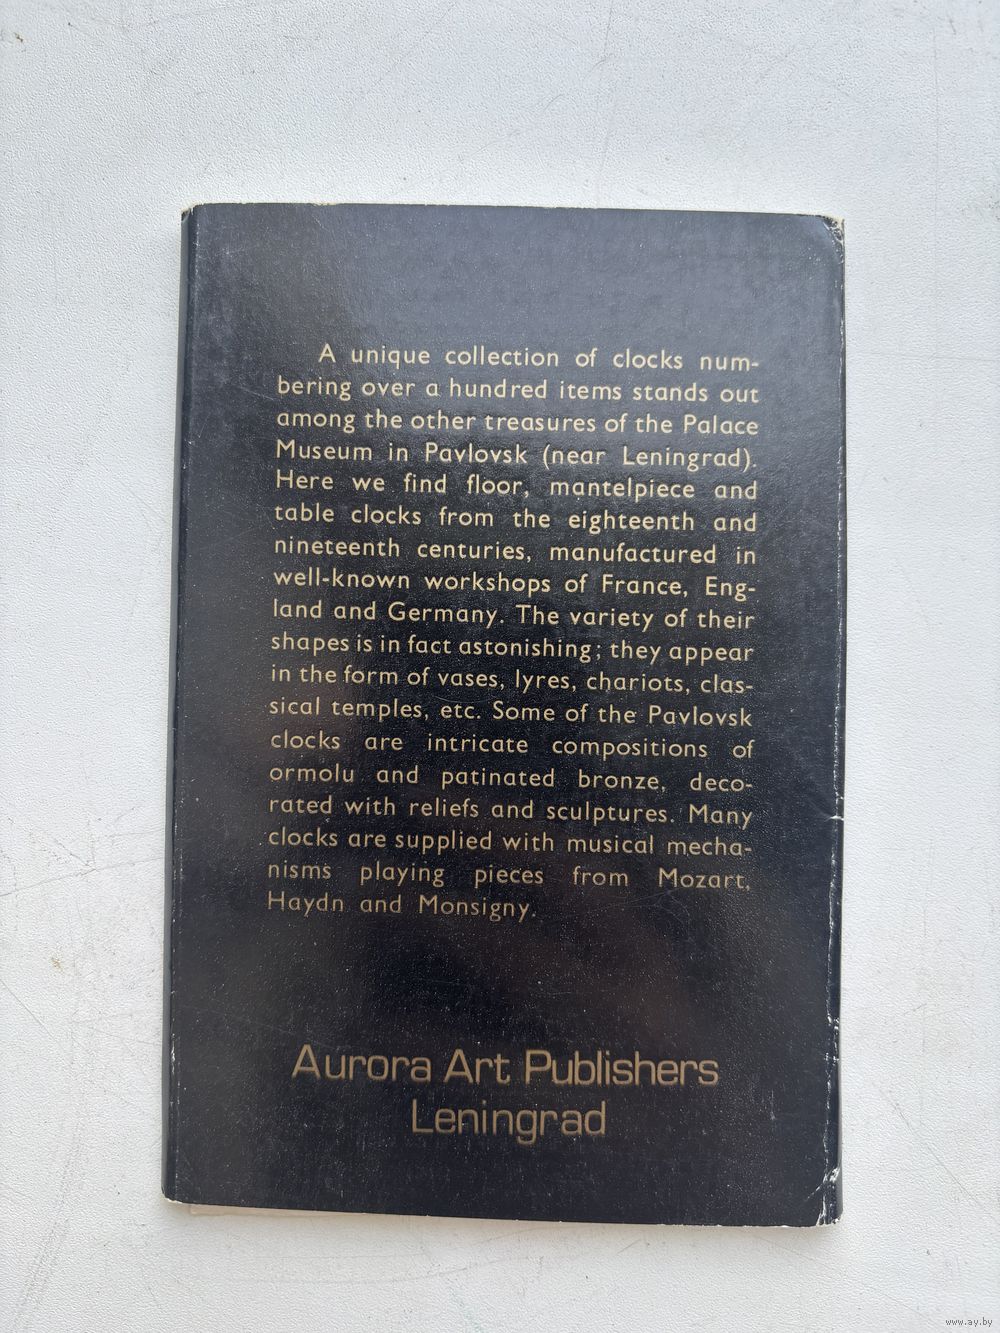 A unique collection of clocks num-
bering over a hundred items stands out
among the other treasures of the Palace
Museum in Pavlovsk (near Leningrad).
Here we find floor, mantelpiece and
table clocks from the eighteenth and
nineteenth centuries, manufactured in
well-known workshops of France, Eng-
land and Germany. The variety of their
shapes is in fact astonishing; they appear
in the form of vases, lyres, chariots, clas-
sical temples, etc. Some of the Pavlovsk
clocks are intricate compositions of
ormolu and patinated bronze, deco-
rated with reliefs and sculptures. Many
clocks are supplied with musical mecha-
nisms playing pieces from Mozart,
Haydn and Monsigny.
Aurora Art Publishers
Leningrad
www.ay.by